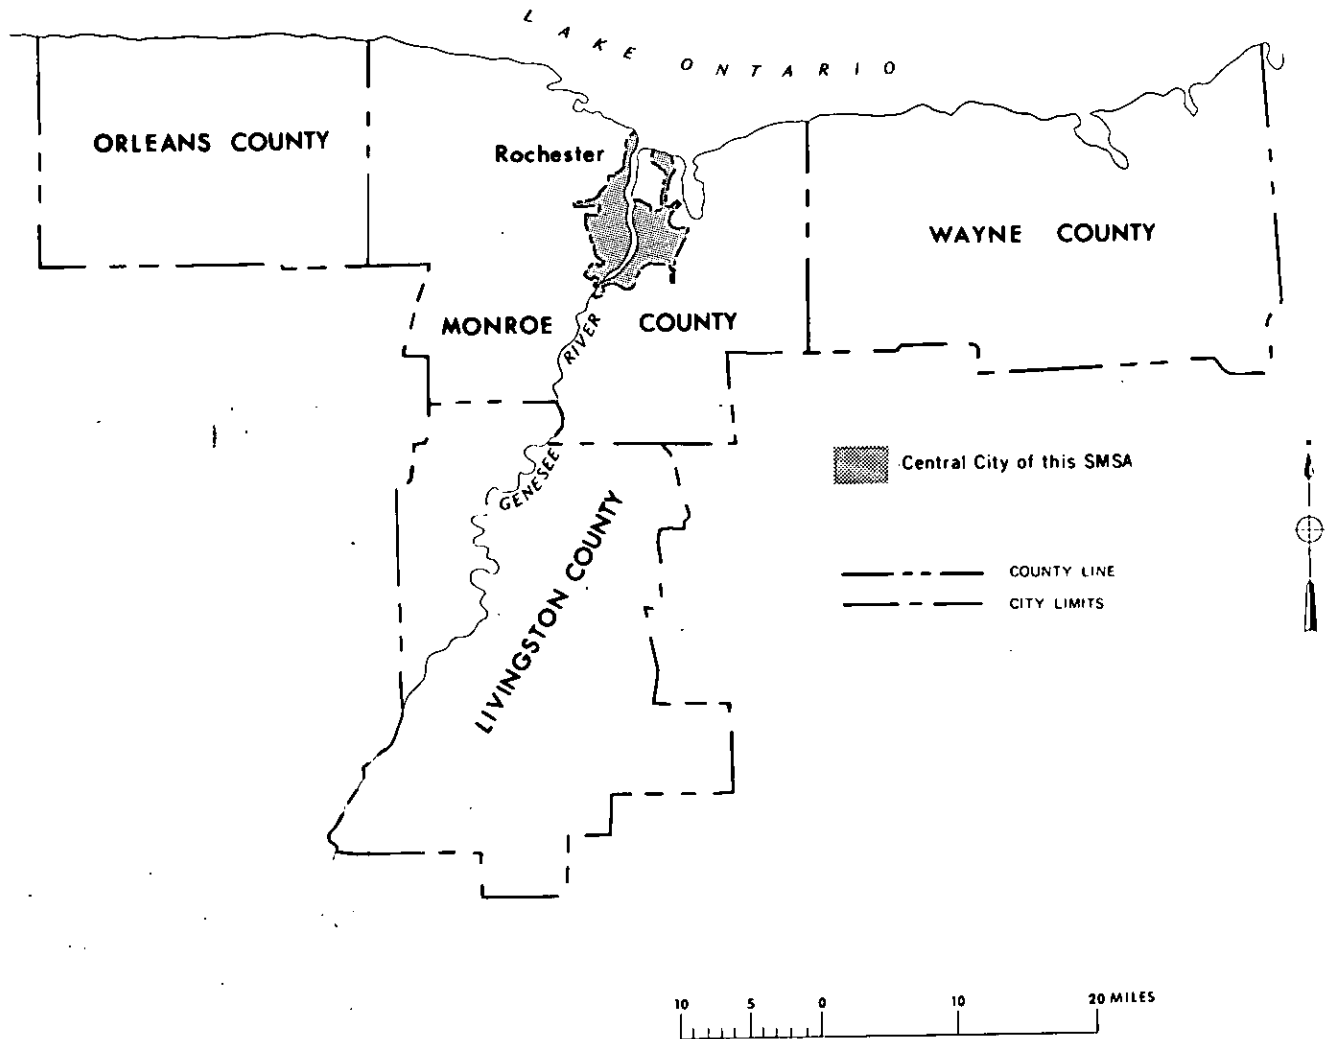 LAKE ONTARIO
ORLEANS COUNTY
Rochester
WAYNE COUNTY
MONROE COUNTY
GENESEE RIVER
LIVINGSTON COUNTY
Central City of this SMSA
COUNTY LINE
CITY LIMITS
10 5 0 10 20 MILES